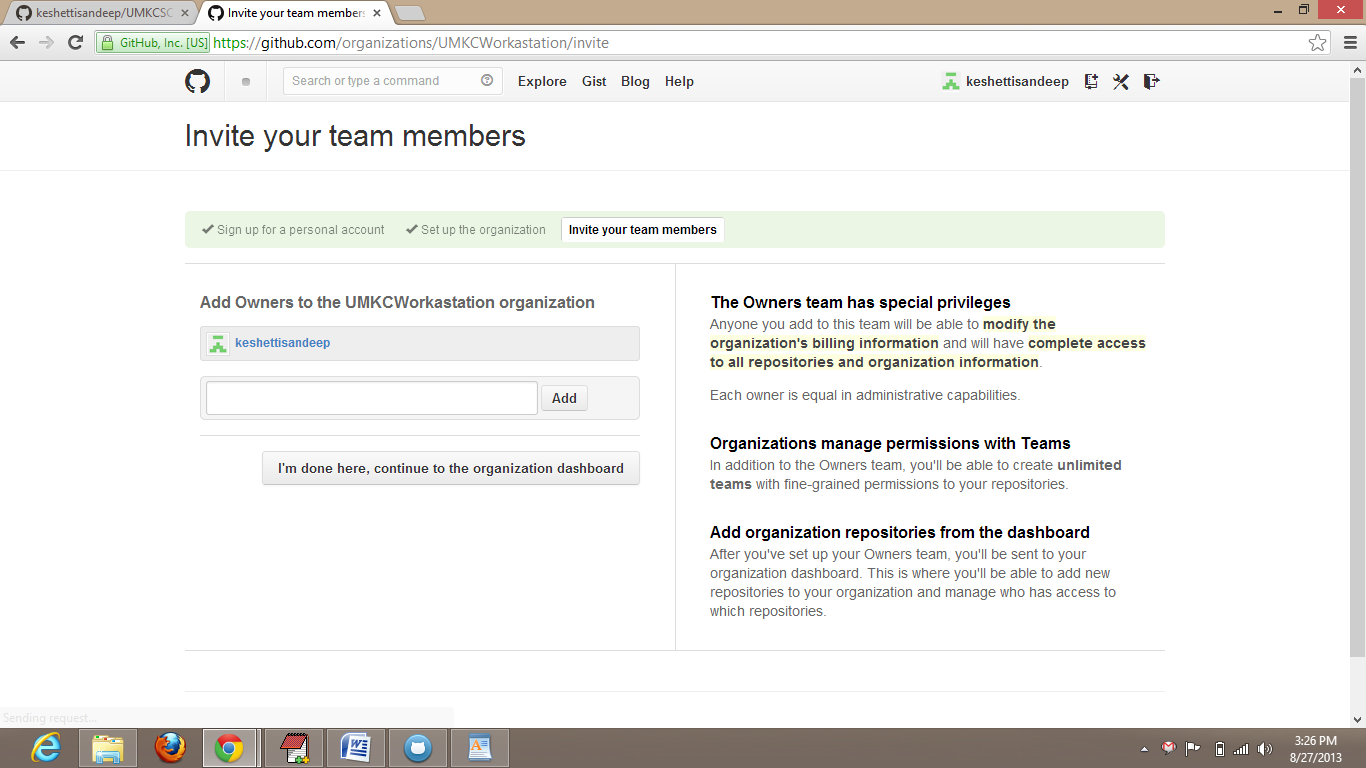 keshettisandeep/UMKCSC
Invite your team members
GitHub, Inc. [US] https://github.com/organizations/UMKCWorkastation/invite
Search or type a command Explore Gist Blog Help keshettisandeep
Invite your team members
Sign up for a personal account Set up the organization Invite your team members
Add Owners to the UMKCWorkastation organization
keshettisandeep
Add
I'm done here, continue to the organization dashboard
The Owners team has special privileges
Anyone you add to this team will be able to modify the
organization's billing information and will have complete access
to all repositories and organization information.
Each owner is equal in administrative capabilities.
Organizations manage permissions with Teams
In addition to the Owners team, you'll be able to create unlimited
teams with fine-grained permissions to your repositories.
Add organization repositories from the dashboard
After you've set up your Owners team, you'll be sent to your
organization dashboard. This is where you'll be able to add new
repositories to your organization and manage who has access to
which repositories.
Sending request...
3:26 PM
8/27/2013